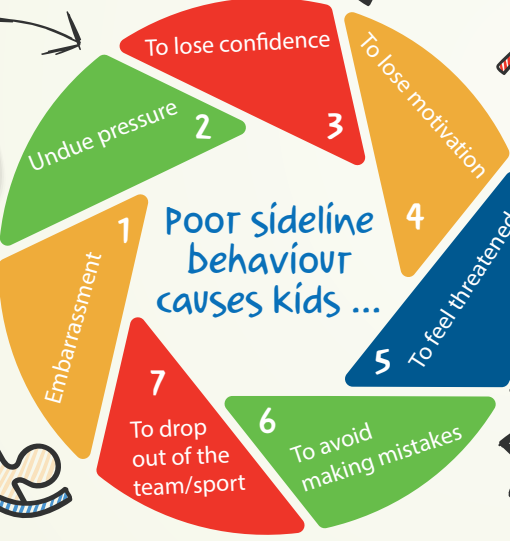 Poor sideline
behaviour
causes kids ...
1
Embarrassment
2
Undue pressure
3
To lose confidence
4
To lose motivation
5
To feel threatened
6
To avoid
making mistakes
7
To drop
out of the
team/sport